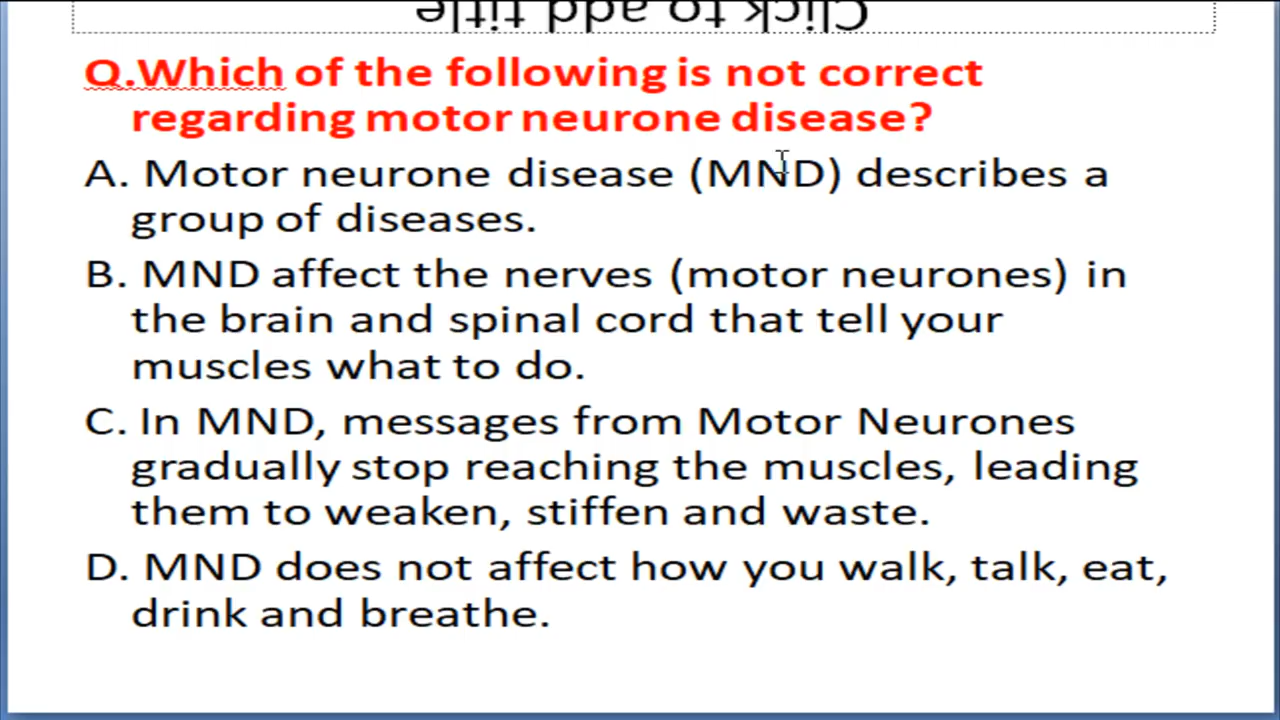 Click to add title
Q.Which of the following is not correct
regarding motor neurone disease?
A. Motor neurone disease (MND) describes a
group of diseases.
B. MND affect the nerves (motor neurones) in
the brain and spinal cord that tell your
muscles what to do.
C. In MND, messages from Motor Neurones
gradually stop reaching the muscles, leading
them to weaken, stiffen and waste.
D. MND does not affect how you walk, talk, eat,
drink and breathe.